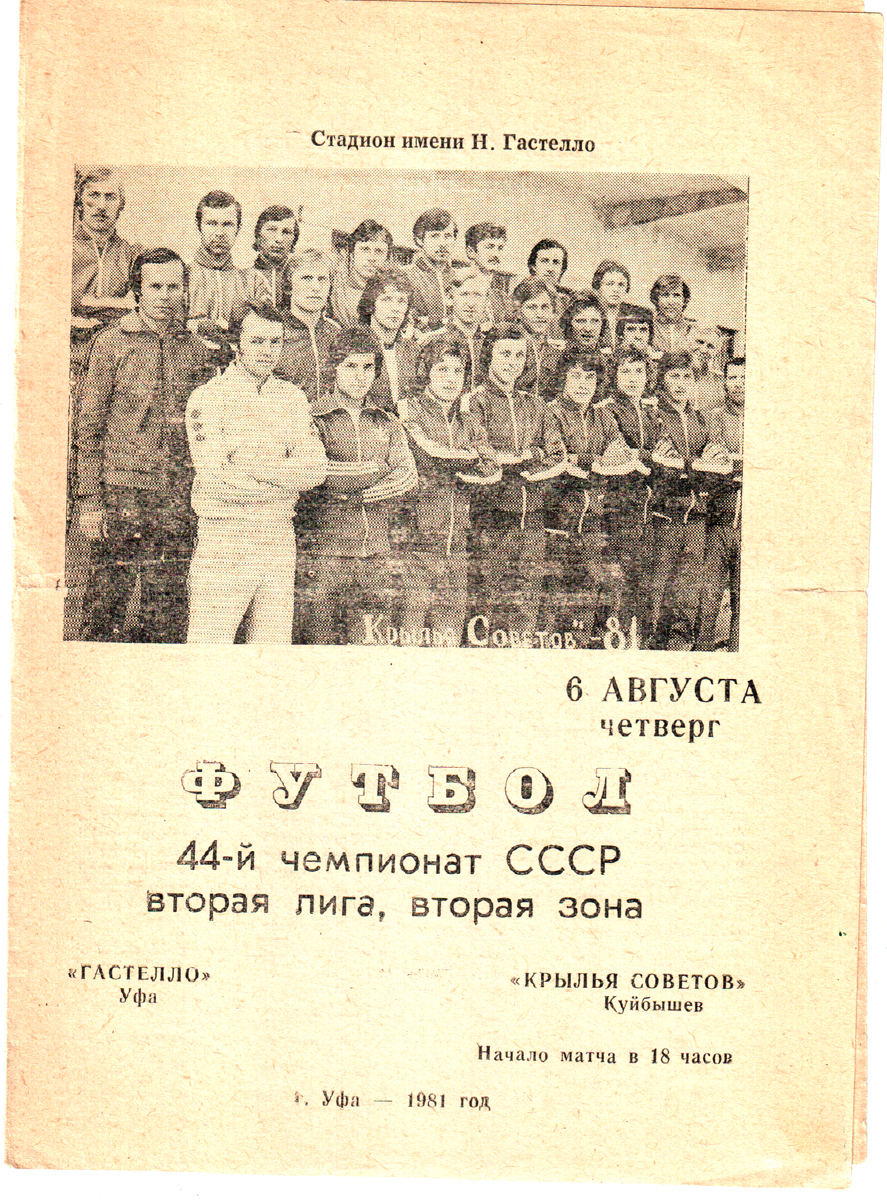 Стадион имени Н. Гастелло
Крылья Советов"-81
6 АВГУСТА
четверг
ФУТБОЛ
44-й чемпионат СССР
вторая лига, вторая зона
«ГАСТЕЛЛО»
Уфа
«КРЫЛЬЯ СОВЕТОВ»
Куйбышев
Начало матча в 18 часов
г. Уфа — 1981 год